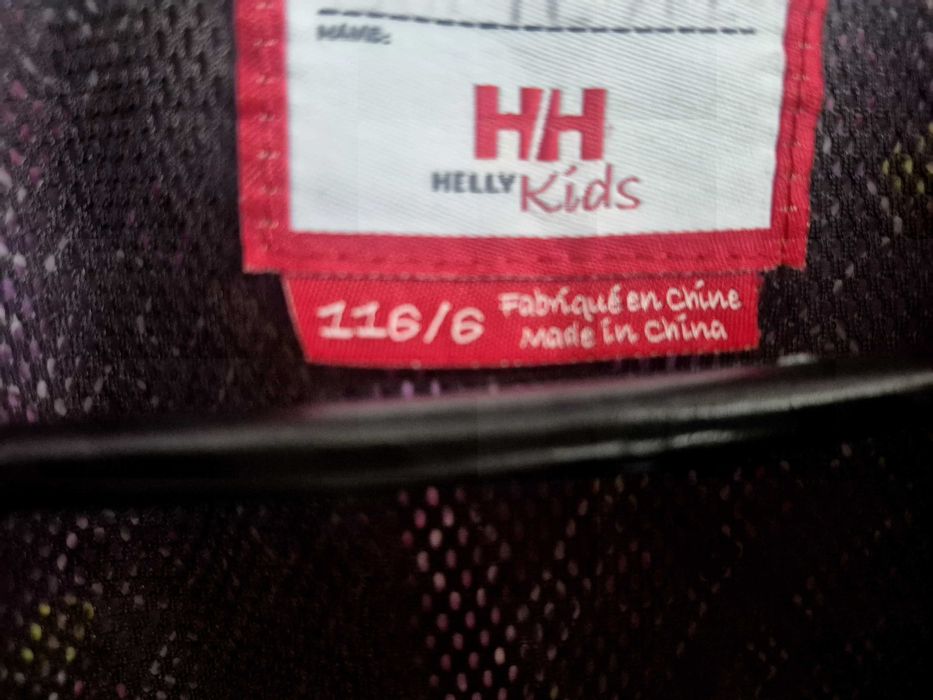 NAME:
HH
HELLY Kids
116/6
Fabriqué en Chine
Made in China